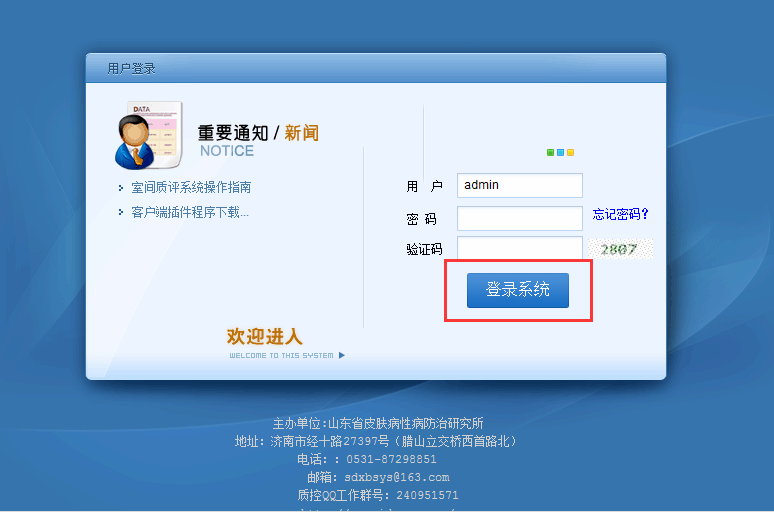 用户登录
DATA
重要通知 / 新闻
NOTICE
室间质评系统操作指南
客户端插件程序下载...
用 户 admin
密 码 忘记密码?
验证码 2807
登录系统
欢迎进入
WELCOME TO THIS SYSTEM
主办单位:山东省皮肤病性病防治研究所
地址: 济南市经十路27397号（腊山立交桥西首路北）
电话：: 0531-87298851
邮箱: sdxbsys@163.com
质控QQ工作群号: 240951571